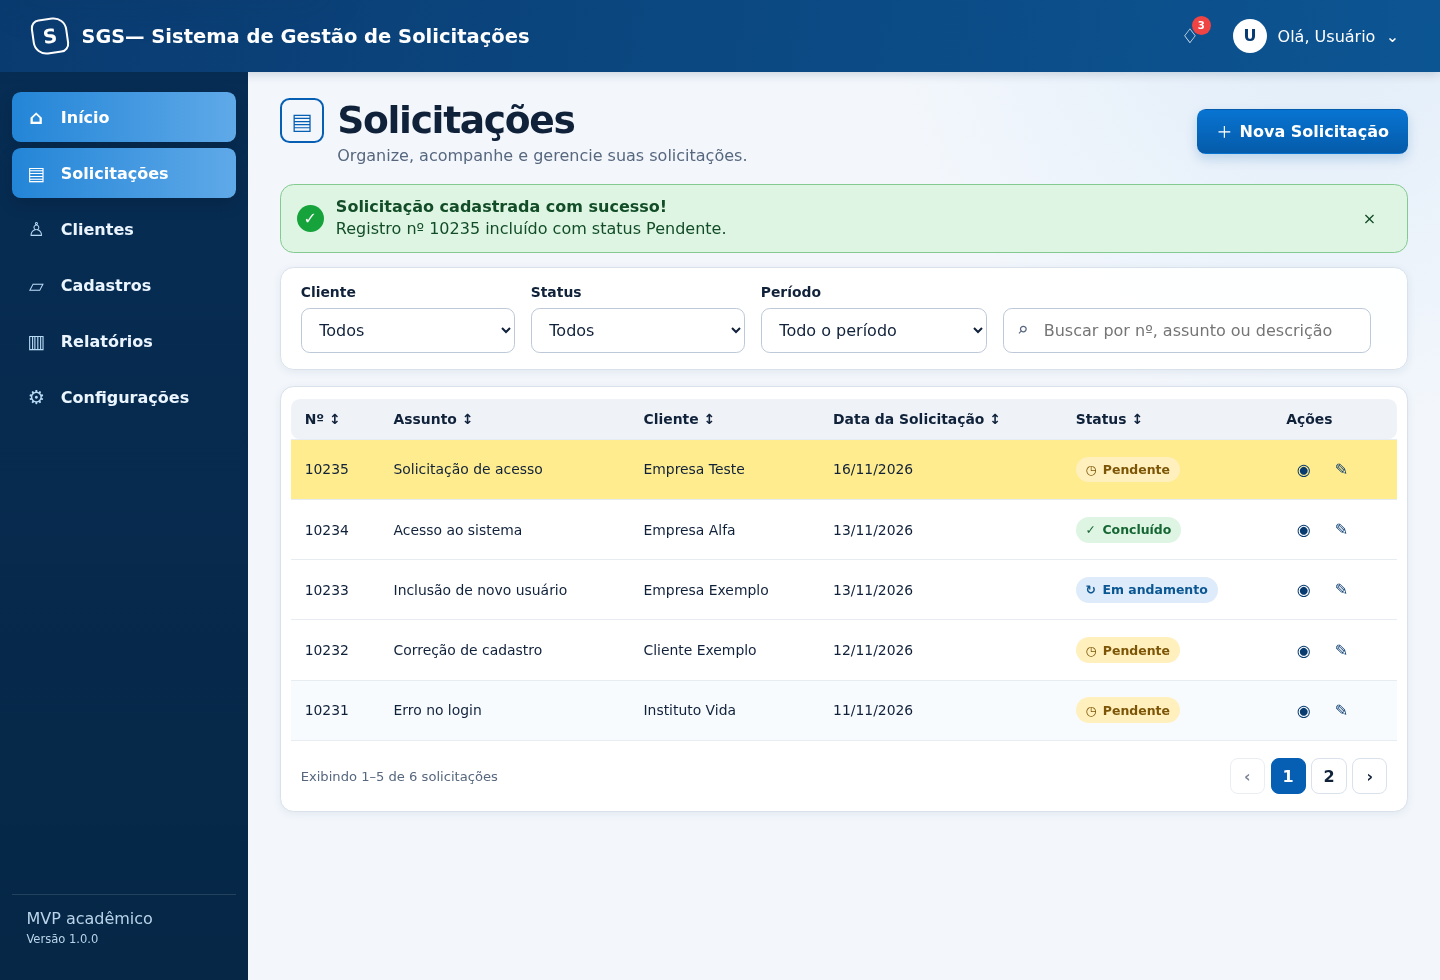 S SGS— Sistema de Gestão de Solicitações
3
U Olá, Usuário
Início
Solicitações
Clientes
Cadastros
Relatórios
Configurações
MVP acadêmico
Versão 1.0.0
Solicitações
Organize, acompanhe e gerencie suas solicitações.
+ Nova Solicitação
Solicitação cadastrada com sucesso!
Registro nº 10235 incluído com status Pendente.
Cliente Status Período
Todos Todos Todo o período Buscar por nº, assunto ou descrição
Nº ↕ Assunto ↕ Cliente ↕ Data da Solicitação ↕ Status ↕ Ações
10235 Solicitação de acesso Empresa Teste 16/11/2026 Pendente
10234 Acesso ao sistema Empresa Alfa 13/11/2026 Concluído
10233 Inclusão de novo usuário Empresa Exemplo 13/11/2026 Em andamento
10232 Correção de cadastro Cliente Exemplo 12/11/2026 Pendente
10231 Erro no login Instituto Vida 11/11/2026 Pendente
Exibindo 1–5 de 6 solicitações ‹ 1 2 ›